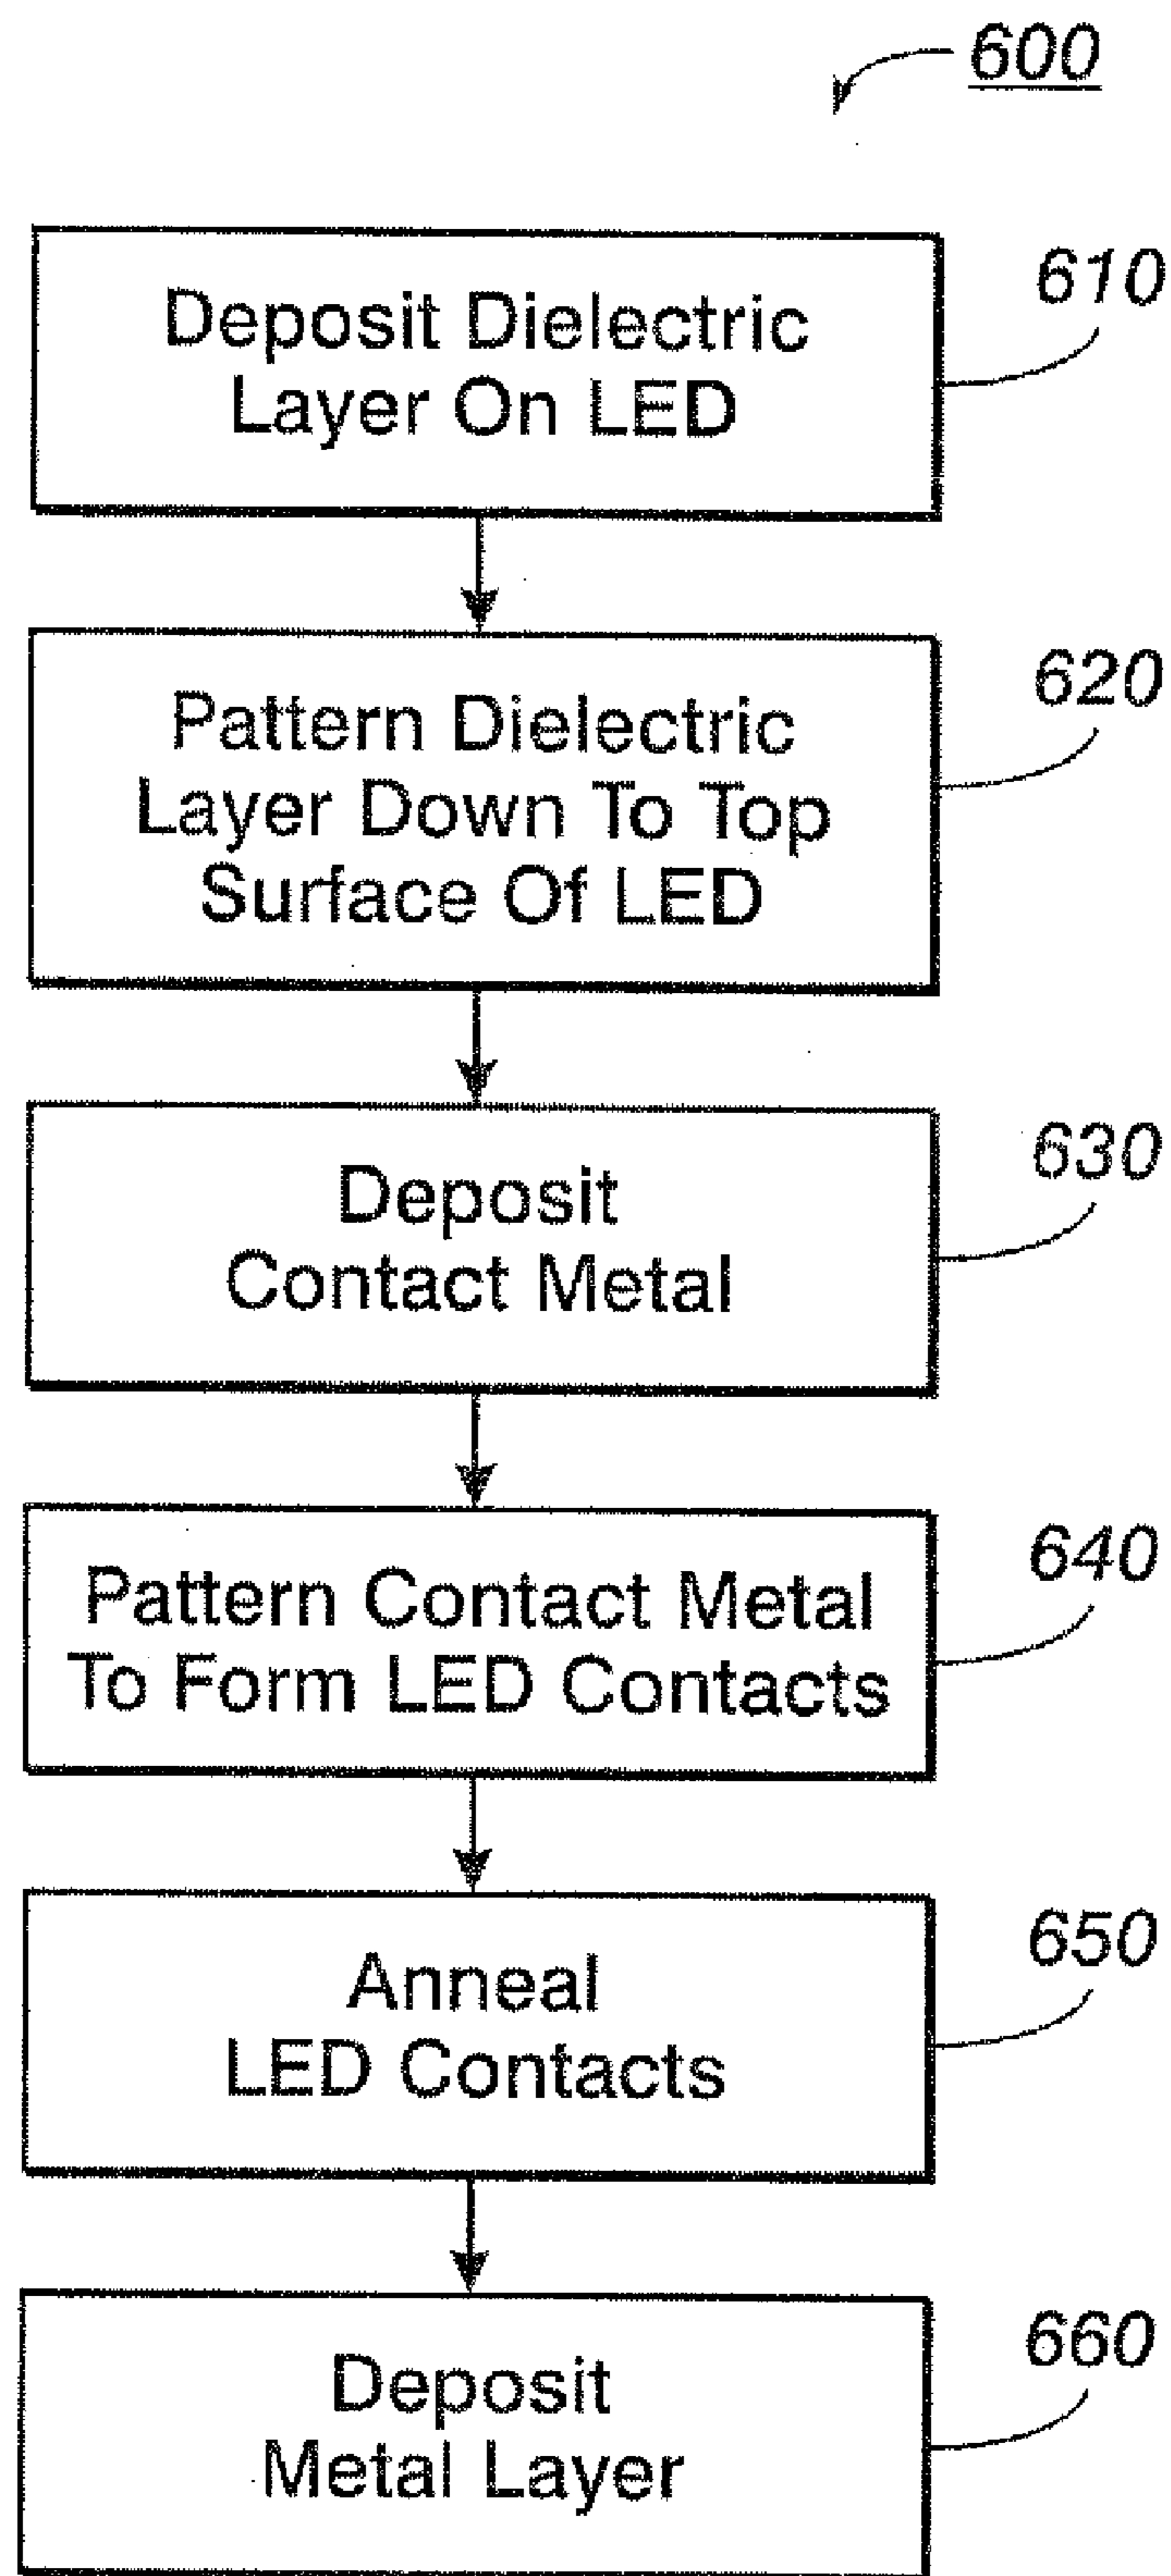 600
Deposit Dielectric
Layer On LED
610
Pattern Dielectric
Layer Down To Top
Surface Of LED
620
Deposit
Contact Metal
630
Pattern Contact Metal
To Form LED Contacts
640
Anneal
LED Contacts
650
Deposit
Metal Layer
660